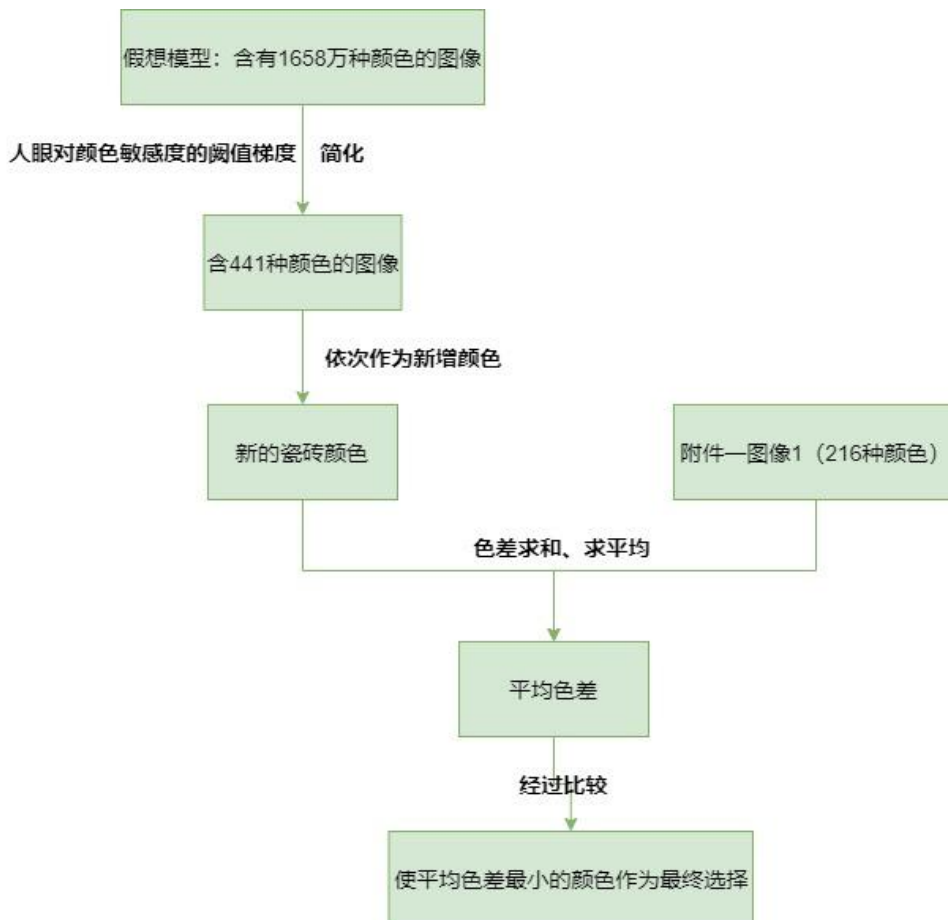 假想模型：含有1658万种颜色的图像
人眼对颜色敏感度的阙值梯度 简化
含441种颜色的图像
依次作为新增颜色
新的瓷砖颜色
附件一图像1（216种颜色）
色差求和、求平均
平均色差
经过比较
使平均色差最小的颜色作为最终选择